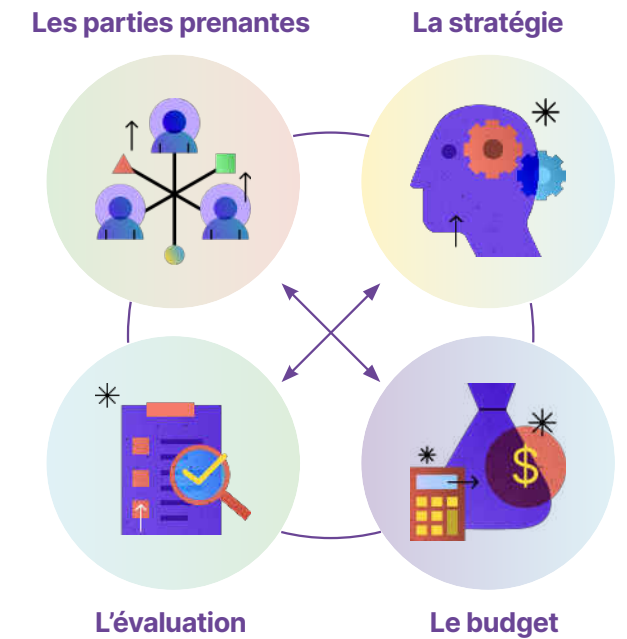 Les parties prenantes
La stratégie
$
L’évaluation
Le budget